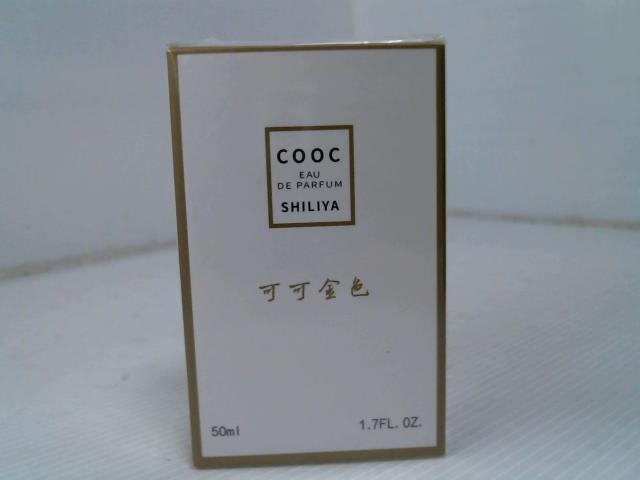 COOC
EAU
DE PARFUM
SHILIYA
可可金色
50ml
1.7FL.OZ.